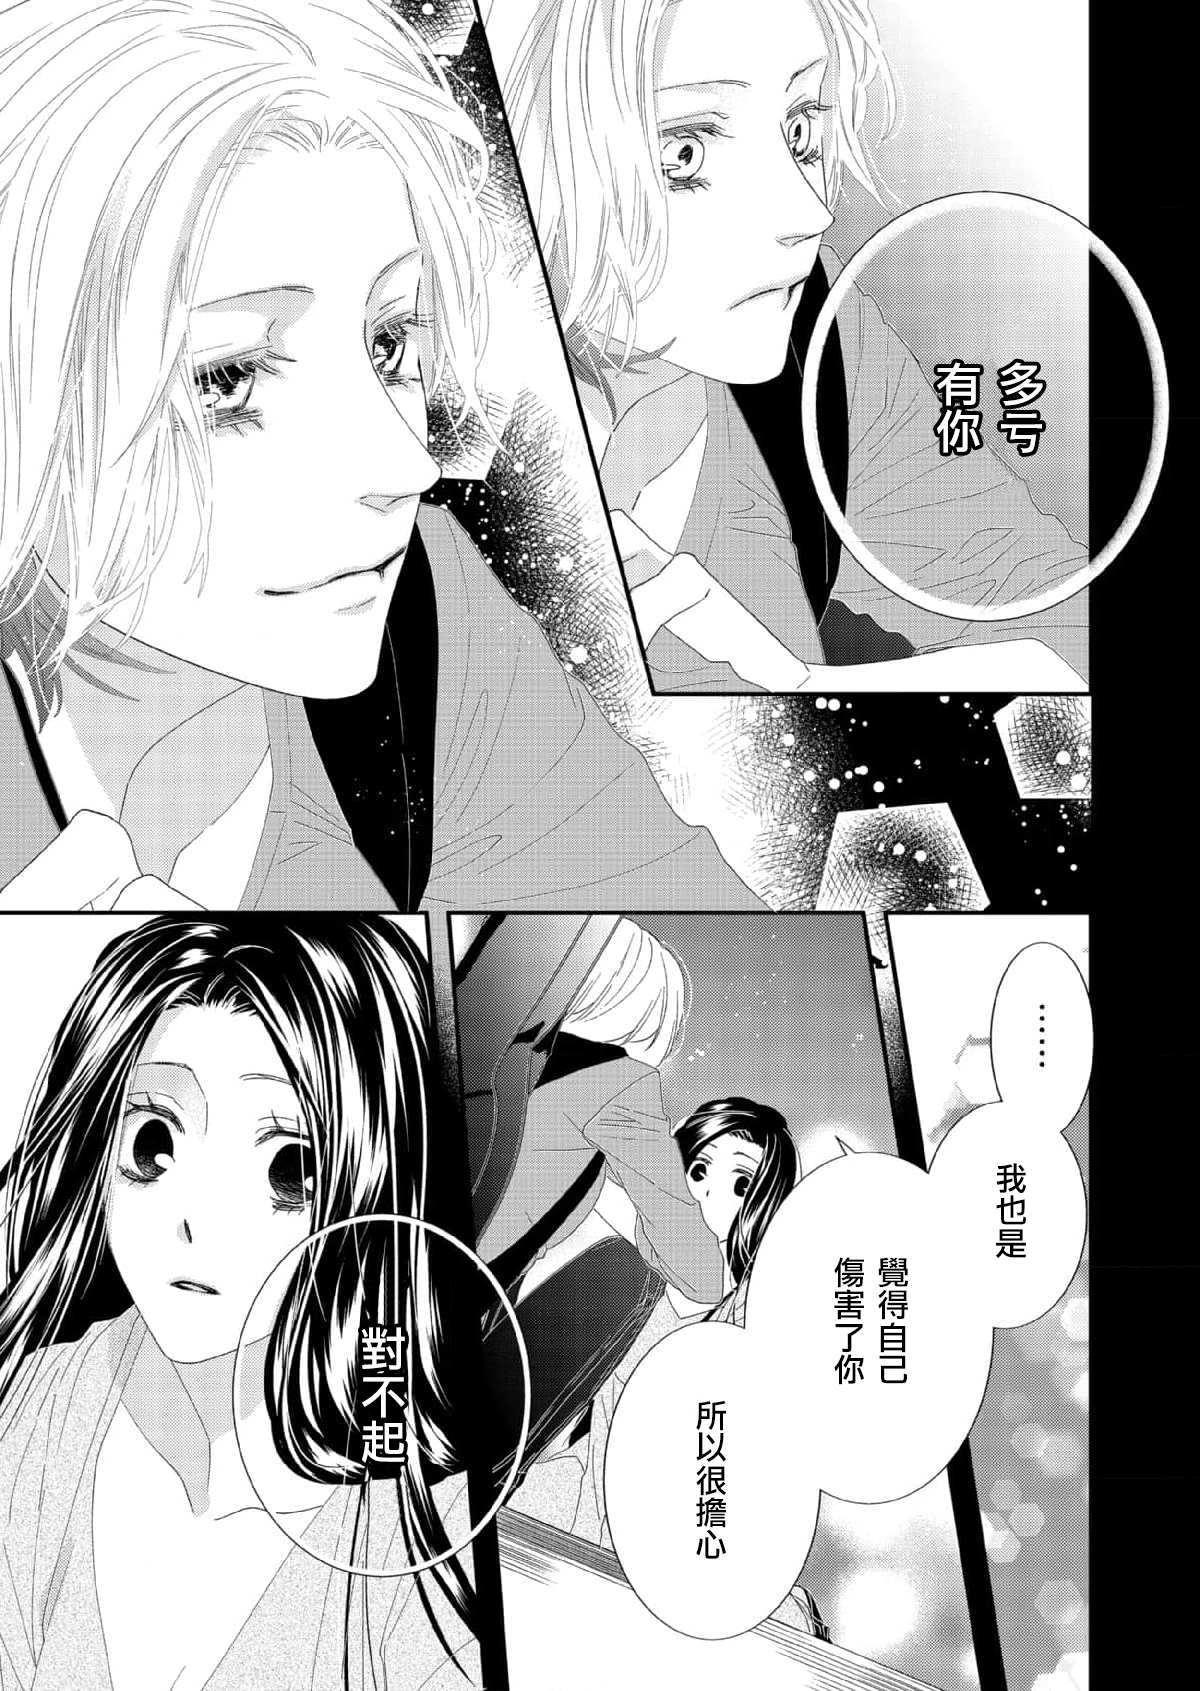 多亏
有你
……
我也是
覺得自己
傷害了你
所以很擔心
對不起